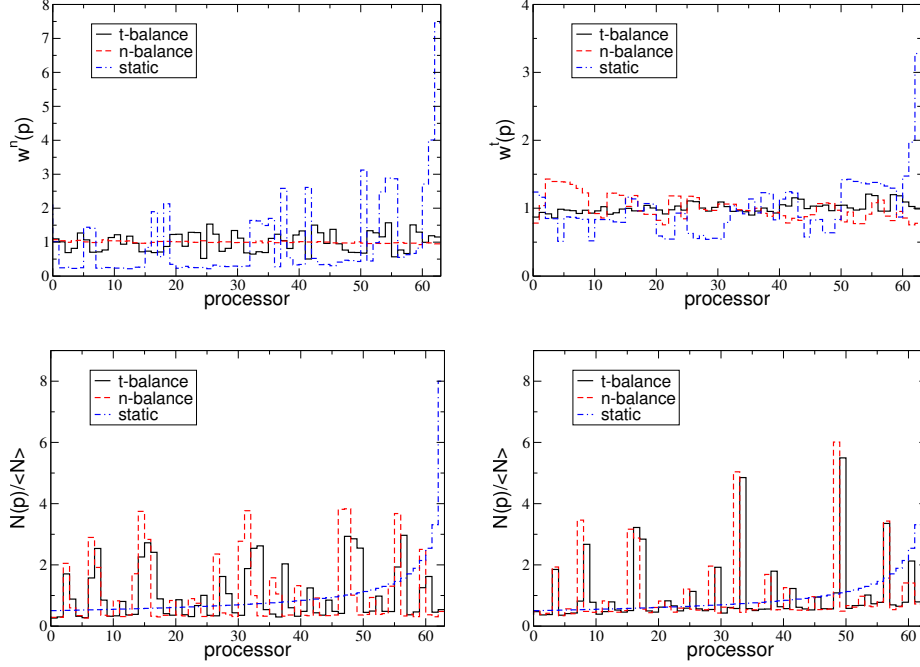 8
7
6
5
4
3
2
1
0
w^n(p)
t-balance
n-balance
static
0 10 20 30 40 50 60
processor
4
3
2
1
0
w^t(p)
t-balance
n-balance
static
0 10 20 30 40 50 60
processor
8
6
4
2
0
N(p)/<N>
t-balance
n-balance
static
0 10 20 30 40 50 60
processor
8
6
4
2
0
N(p)/<N>
t-balance
n-balance
static
0 10 20 30 40 50 60
processor